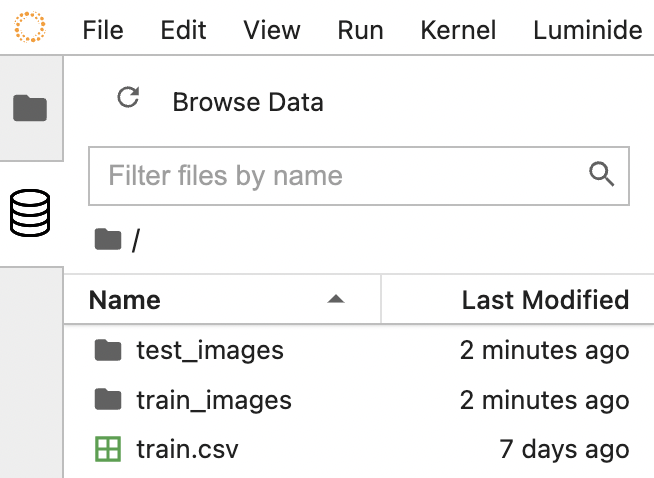 File Edit View Run Kernel Luminide
Browse Data
Filter files by name
/
Name Last Modified
test_images 2 minutes ago
train_images 2 minutes ago
train.csv 7 days ago